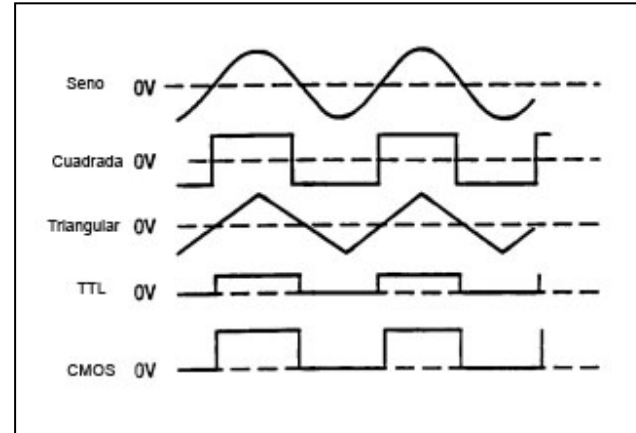 Seno 0V
Cuadrada 0V
Triangular 0V
TTL 0V
CMOS 0V